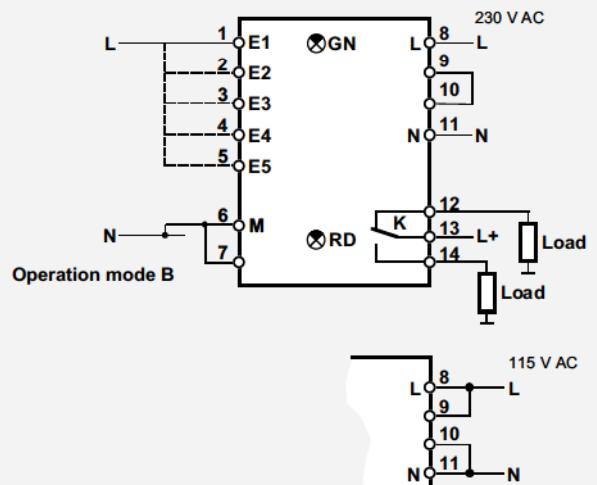 230 V AC
L 1 E1 GN L 8 L
2 E2 9
3 E3 10
4 E4 N 11 N
5 E5
12
N 6 M K 13 L+ Load
7 RD 14
Operation mode B Load
115 V AC
L 8 L
9
10
N 11 N